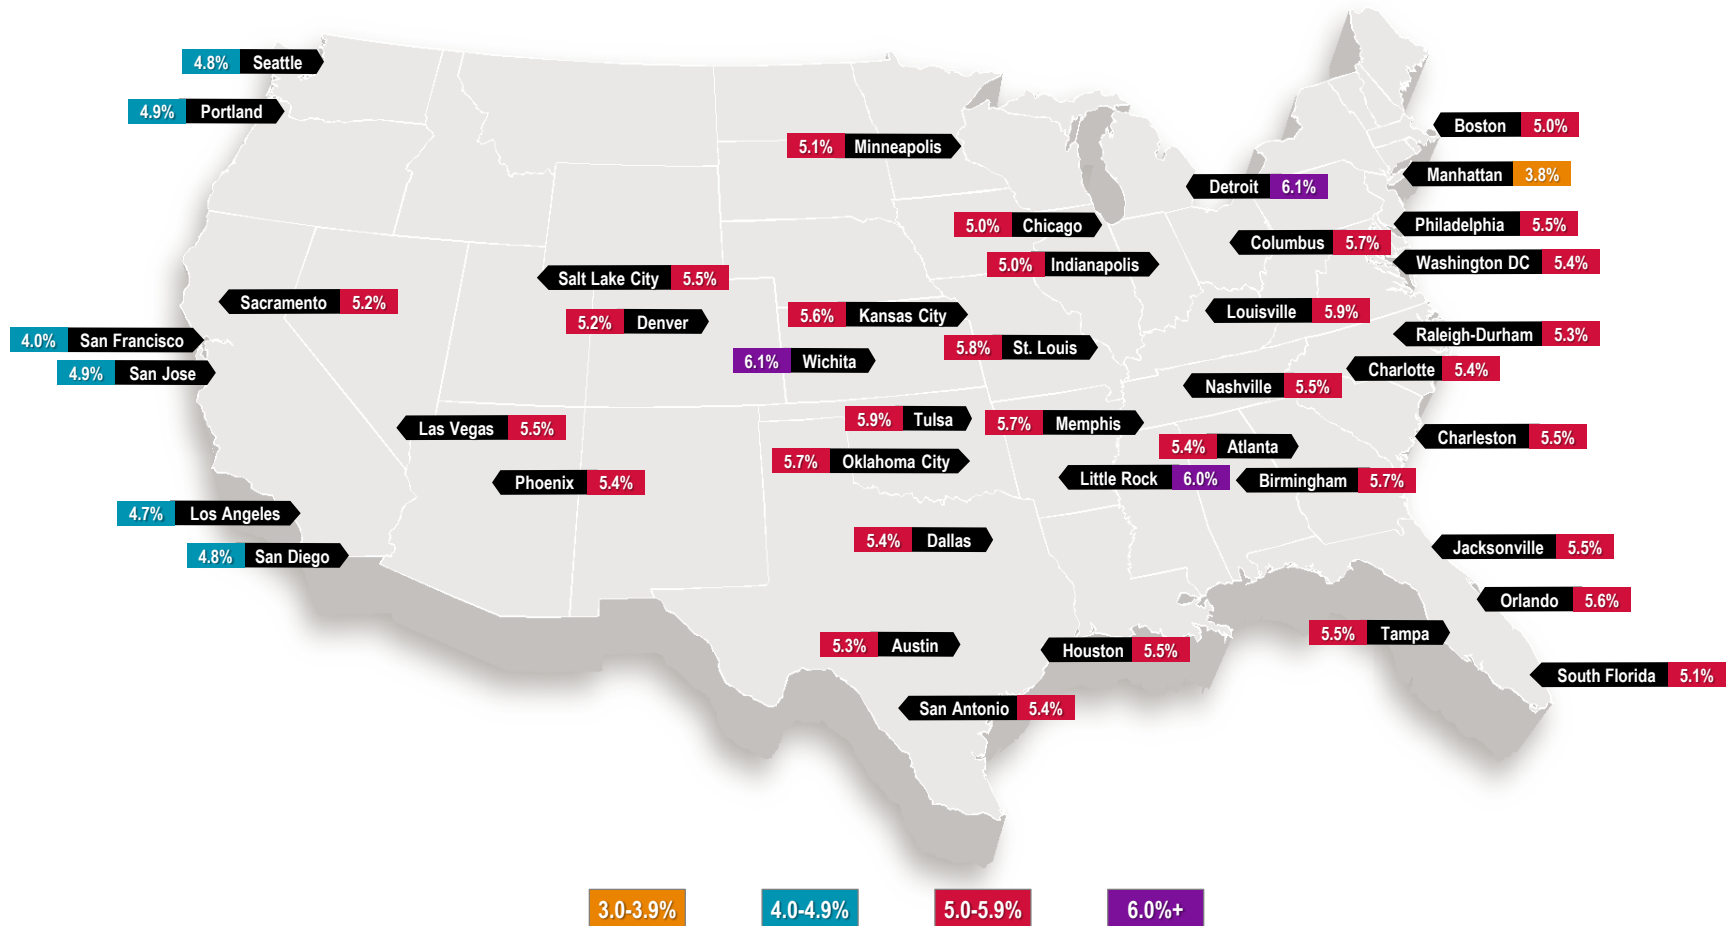 4.8% Seattle
4.9% Portland
Boston 5.0%
5.1% Minneapolis
Manhattan 3.8%
Detroit 6.1%
5.0% Chicago
Philadelphia 5.5%
Columbus 5.7%
5.0% Indianapolis
Washington DC 5.4%
Salt Lake City 5.5%
Sacramento 5.2%
5.2% Denver
5.6% Kansas City
Louisville 5.9%
4.0% San Francisco
5.8% St. Louis
Raleigh-Durham 5.3%
6.1% Wichita
4.9% San Jose
Charlotte 5.4%
Nashville 5.5%
5.9% Tulsa
5.7% Memphis
Las Vegas 5.5%
Charleston 5.5%
5.4% Atlanta
5.7% Oklahoma City
Phoenix 5.4%
Little Rock 6.0%
Birmingham 5.7%
4.7% Los Angeles
5.4% Dallas
4.8% San Diego
Jacksonville 5.5%
Orlando 5.6%
5.5% Tampa
5.3% Austin
Houston 5.5%
South Florida 5.1%
San Antonio 5.4%
3.0-3.9% 4.0-4.9% 5.0-5.9% 6.0%+